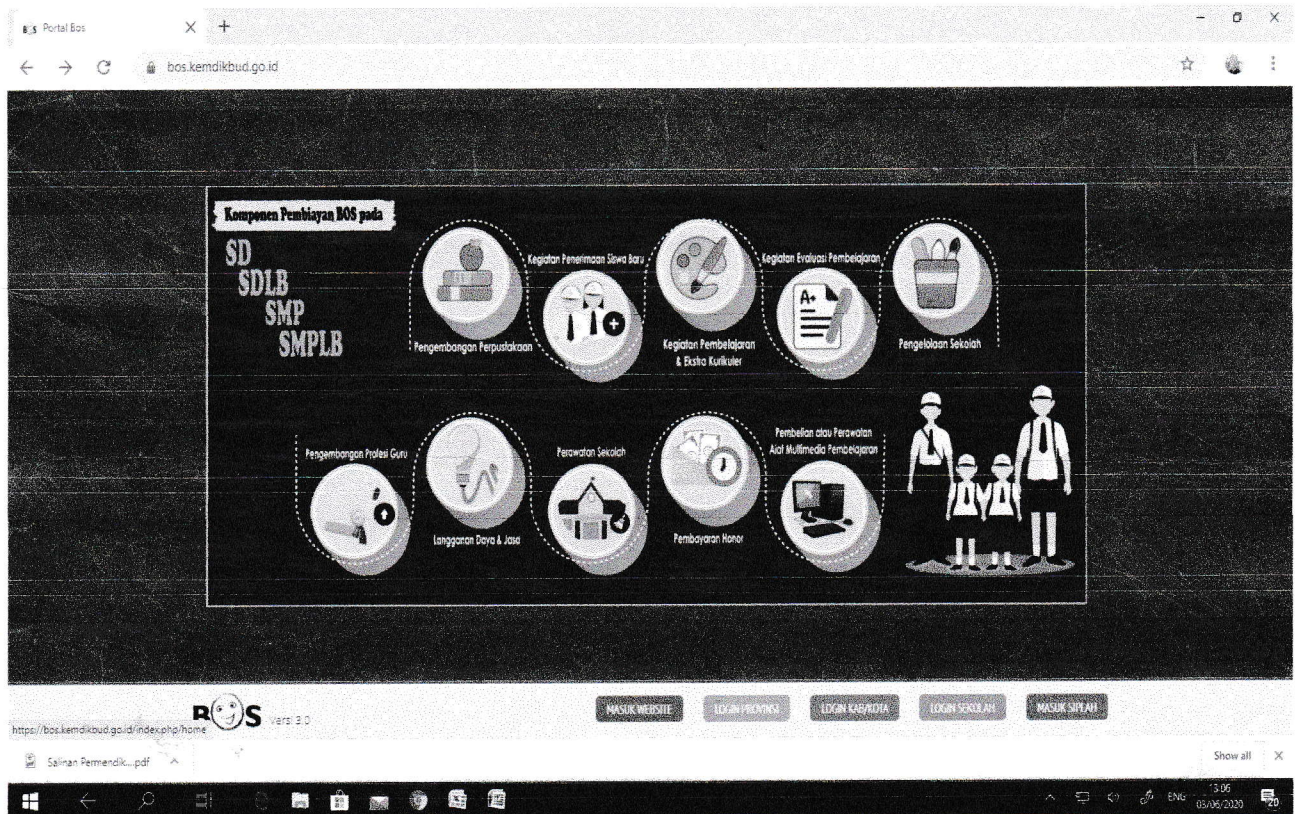 BOS Portal Bos
bos.kemdikbud.go.id
Komponen Pembiayan BOS pada
SD
SDLB
SMP
SMPLB
Pengembangan Perpustakaan
Kegiatan Penerimaan Siswa Baru
Kegiatan Pembelajaran
& Ekstra Kurikuler
Kegiatan Evaluasi Pembelajaran
A+
Pengelolaan Sekolah
Pengembangan Profesi Guru
Langganan Daya & Jasa
Perawatan Sekolah
Pembayaran Honor
Pembelian atau Perawatan
Alat Multimedia Pembelajaran
BOS versi 3.0
MASUK WEBSITE
LOGIN PROVINSI
LOGIN KAB/KOTA
LOGIN SEKOLAH
MASUK SIPLAH
https://bos.kemdikbud.go.id/index.php/home
Salinan Permendik....pdf
Show all
ENG
13:06
03/06/2020
20